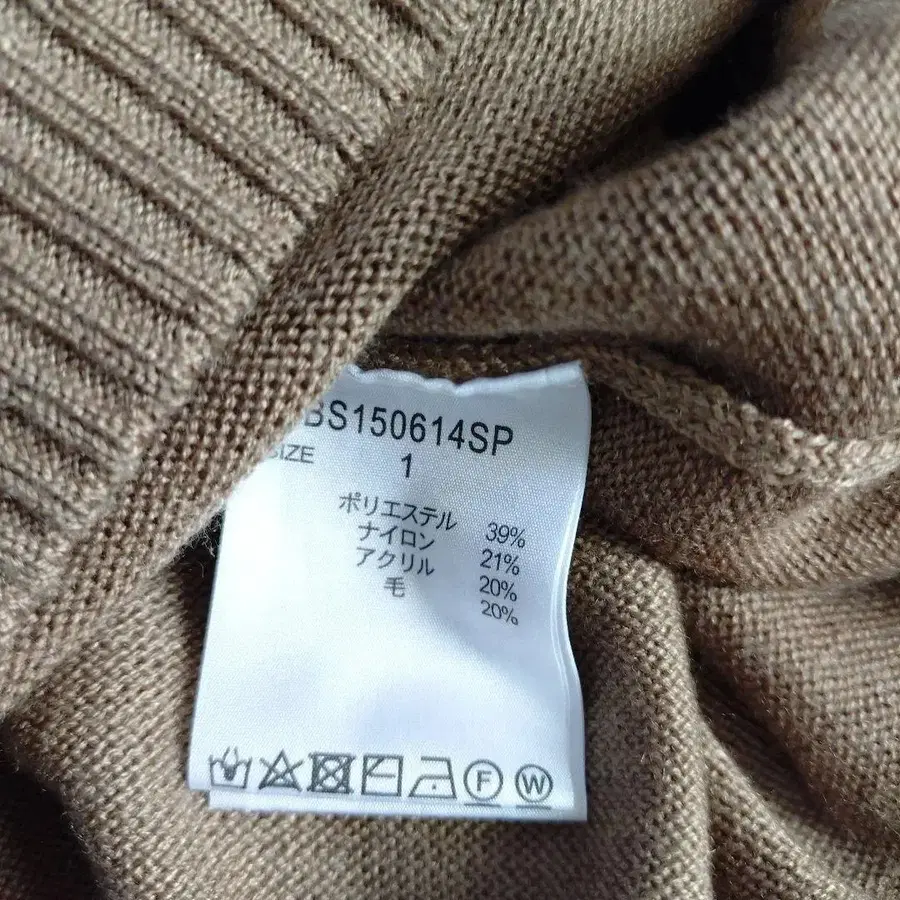 BS150614SP
SIZE 1
ポリエステル 39%
ナイロン 21%
アクリル 20%
毛 20%
F W